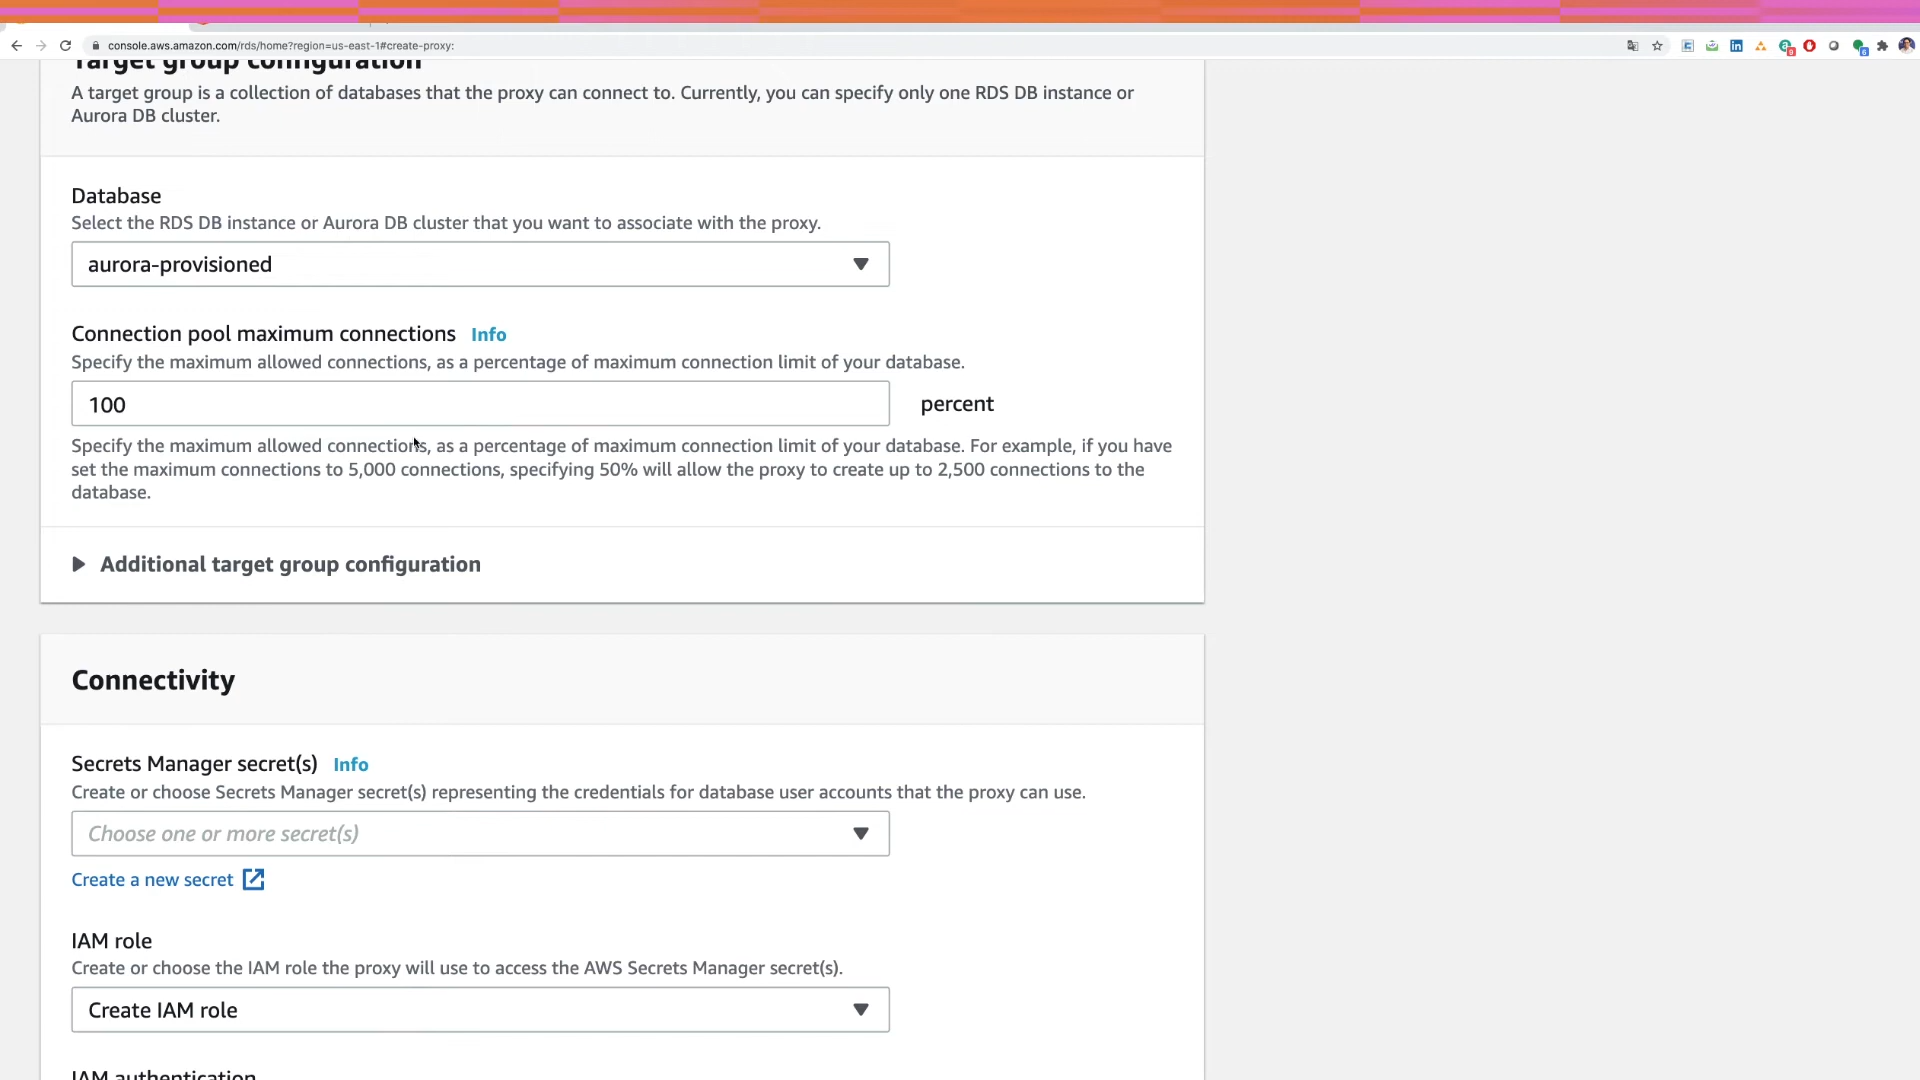 console.aws.amazon.com/rds/home?region=us-east-1#create-proxy:
Target group configuration
A target group is a collection of databases that the proxy can connect to. Currently, you can specify only one RDS DB instance or
Aurora DB cluster.
Database
Select the RDS DB instance or Aurora DB cluster that you want to associate with the proxy.
aurora-provisioned
Connection pool maximum connections Info
Specify the maximum allowed connections, as a percentage of maximum connection limit of your database.
100 percent
Specify the maximum allowed connections, as a percentage of maximum connection limit of your database. For example, if you have
set the maximum connections to 5,000 connections, specifying 50% will allow the proxy to create up to 2,500 connections to the
database.
Additional target group configuration
Connectivity
Secrets Manager secret(s) Info
Create or choose Secrets Manager secret(s) representing the credentials for database user accounts that the proxy can use.
Choose one or more secret(s)
Create a new secret
IAM role
Create or choose the IAM role the proxy will use to access the AWS Secrets Manager secret(s).
Create IAM role
IAM authentication